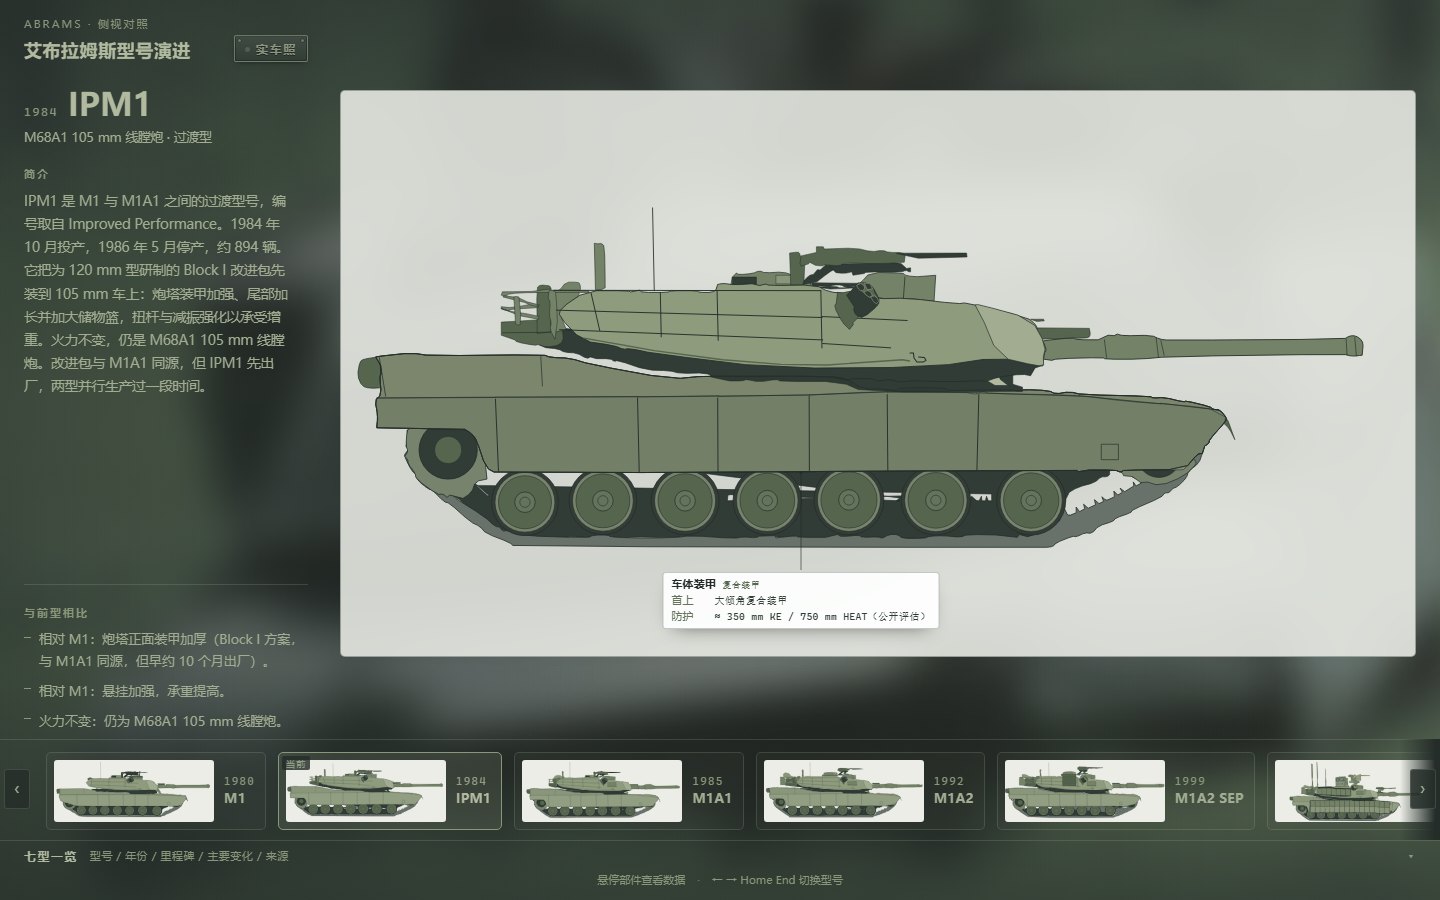 ABRAMS · 侧视对照
艾布拉姆斯型号演进
实车照
1984 IPM1
M68A1 105 mm 线膛炮 · 过渡型
简介
IPM1 是 M1 与 M1A1 之间的过渡型号，编
号取自 Improved Performance。1984 年
10 月投产，1986 年 5 月停产，约 894 辆。
它把为 120 mm 型研制的 Block I 改进包先
装到 105 mm 车上：炮塔装甲加强、尾部加
长并加大储物篮，扭杆与减振强化以承受增
重。火力不变，仍是 M68A1 105 mm 线膛
炮。改进包与 M1A1 同源，但 IPM1 先出
厂，两型并行生产过一段时间。
与前型相比
– 相对 M1：炮塔正面装甲加厚（Block I 方案，
与 M1A1 同源，但早约 10 个月出厂）。
– 相对 M1：悬挂加强，承重提高。
– 火力不变：仍为 M68A1 105 mm 线膛炮。
车体装甲 复合装甲
首上 大倾角复合装甲
防护 ≈ 350 mm KE / 750 mm HEAT（公开评估）
‹
1980
M1
当前
1984
IPM1
1985
M1A1
1992
M1A2
1999
M1A2 SEP
›
七型一览 型号 / 年份 / 里程碑 / 主要变化 / 来源
悬停部件查看数据 · ←→ Home End 切换型号